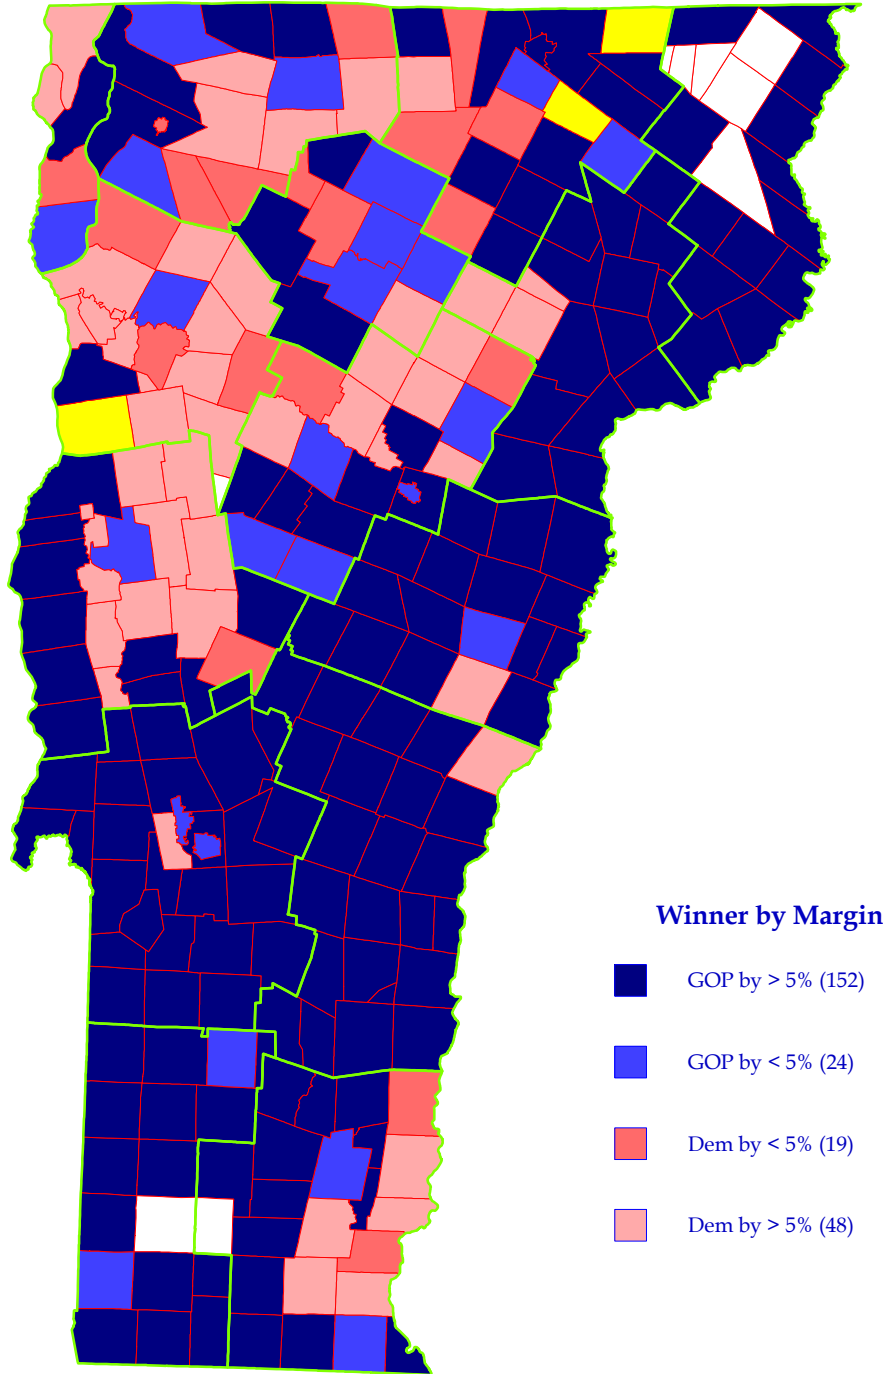 Winner by Margin
GOP by > 5% (152)
GOP by < 5% (24)
Dem by < 5% (19)
Dem by > 5% (48)